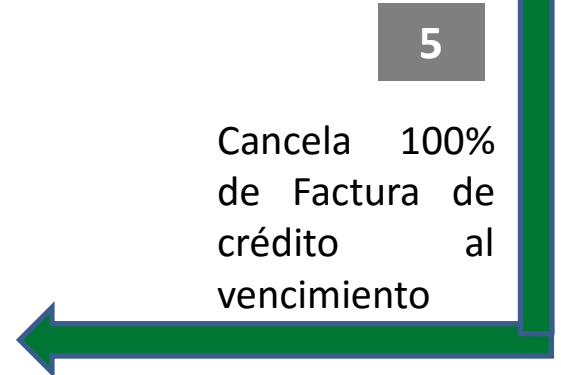 5
Cancela 100%
de Factura de
crédito al
vencimiento